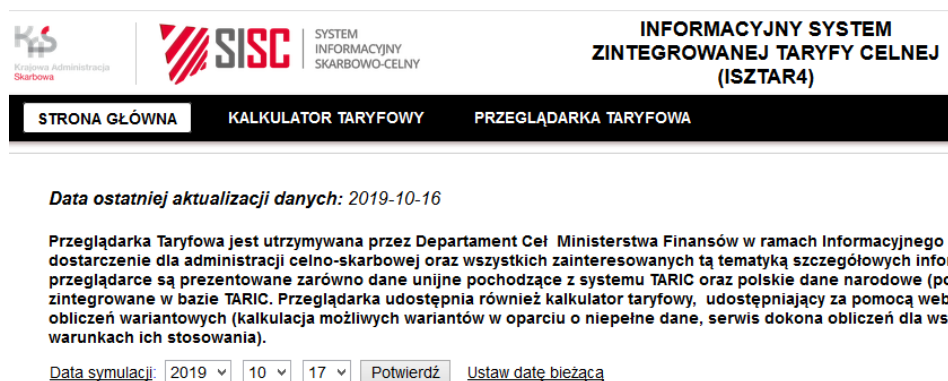 KAS
Krajowa Administracja
Skarbowa
SISC
SYSTEM
INFORMACYJNY
SKARBOWO-CELNY
INFORMACYJNY SYSTEM
ZINTEGROWANEJ TARYFY CELNEJ
(ISZTAR4)
STRONA GŁÓWNA KALKULATOR TARYFOWY PRZEGLĄDARKA TARYFOWA
Data ostatniej aktualizacji danych: 2019-10-16
Przeglądarka Taryfowa jest utrzymywana przez Departament Ceł Ministerstwa Finansów w ramach Informacyjnego
dostarczenie dla administracji celno-skarbowej oraz wszystkich zainteresowanych tą tematyką szczegółowych
przeglądarce są prezentowane zarówno dane unijne pochodzące z systemu TARIC oraz polskie dane narodowe
zintegrowane w bazie TARIC. Przeglądarka udostępnia również kalkulator taryfowy, udostępniający za pomocą
obliczeń wariantowych (kalkulacja możliwych wariantów w oparciu o niepełne dane, serwis dokona obliczeń dla
warunkach ich stosowania).
Data symulacji: 2019 10 17 Potwierdź Ustaw datę bieżącą